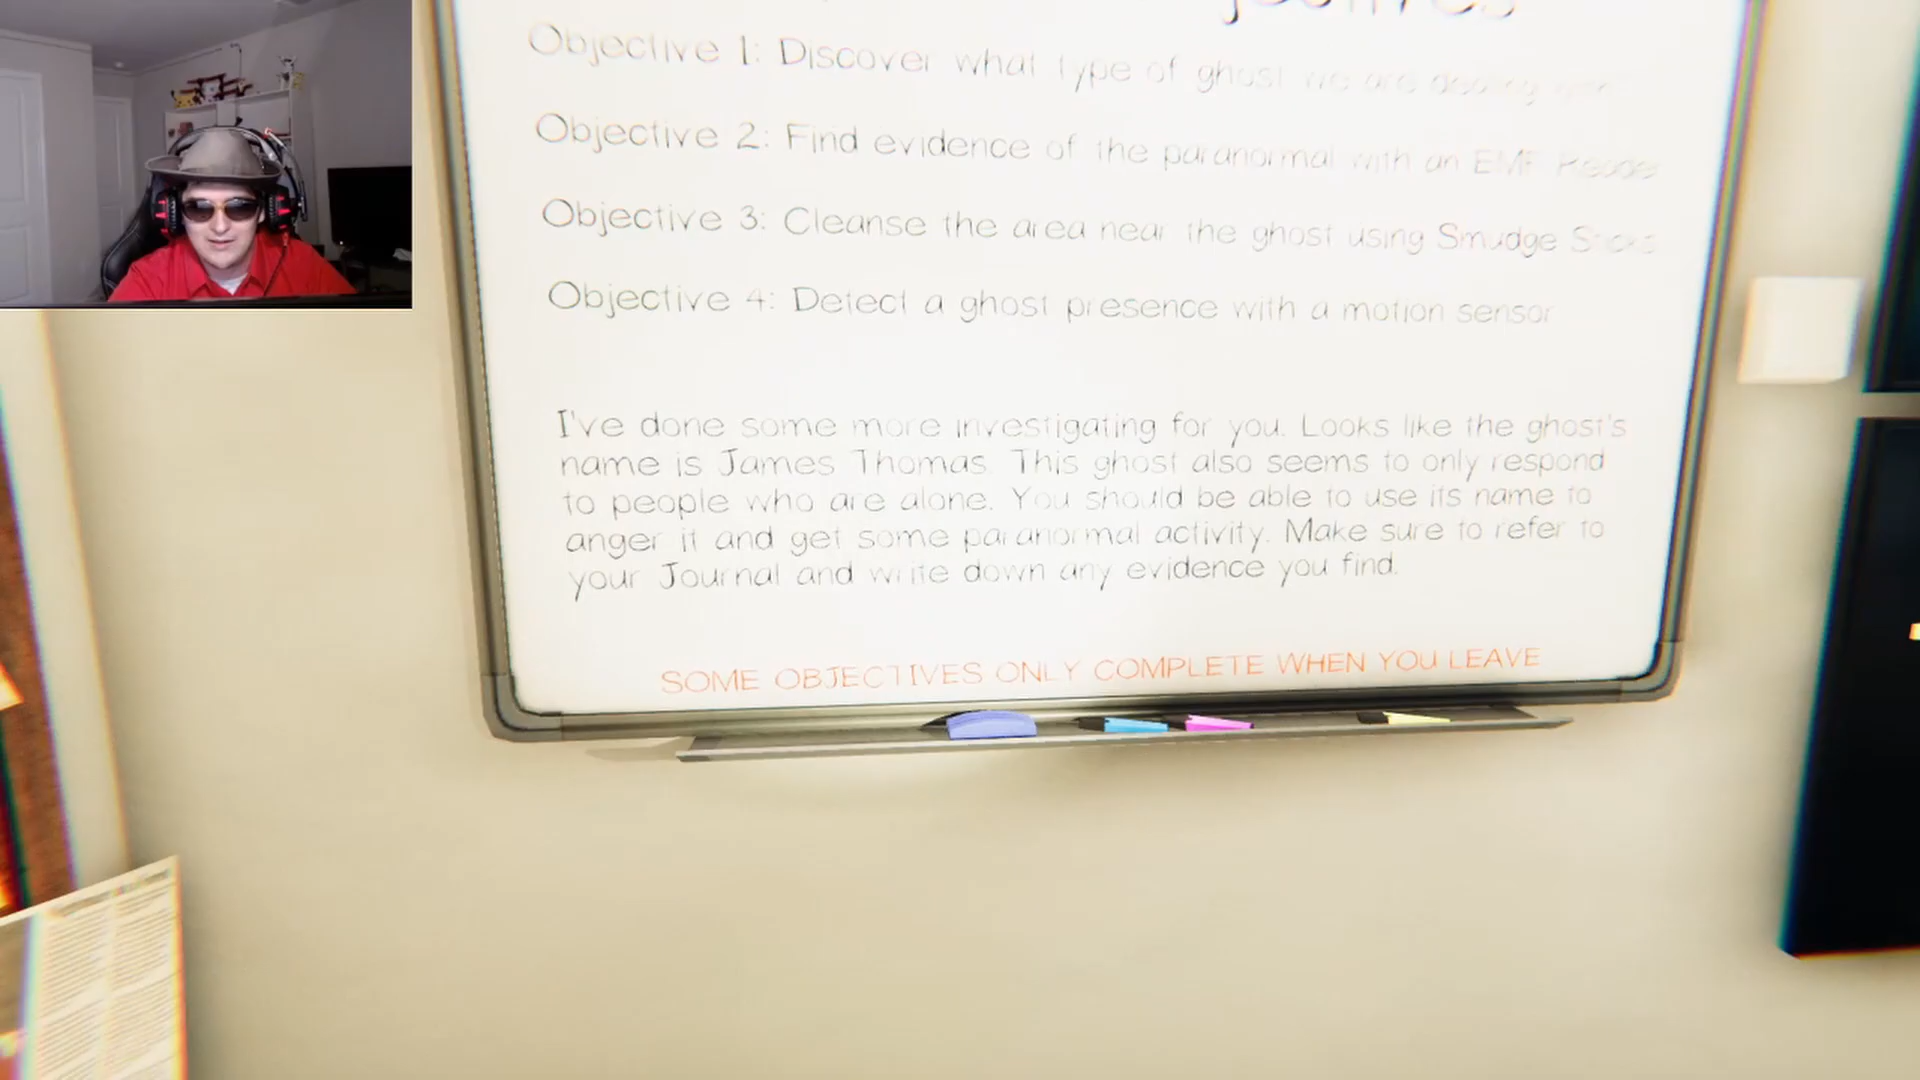 Objective 1: Discover what type of ghost we are dealing with
Objective 2: Find evidence of the paranormal with an EMF Reader
Objective 3: Cleanse the area near the ghost using Smudge Sticks
Objective 4: Detect a ghost presence with a motion sensor
I've done some more investigating for you. Looks like the ghost's
name is James Thomas. This ghost also seems to only respond
to people who are alone. You should be able to use its name to
anger it and get some paranormal activity. Make sure to refer to
your Journal and write down any evidence you find.
SOME OBJECTIVES ONLY COMPLETE WHEN YOU LEAVE